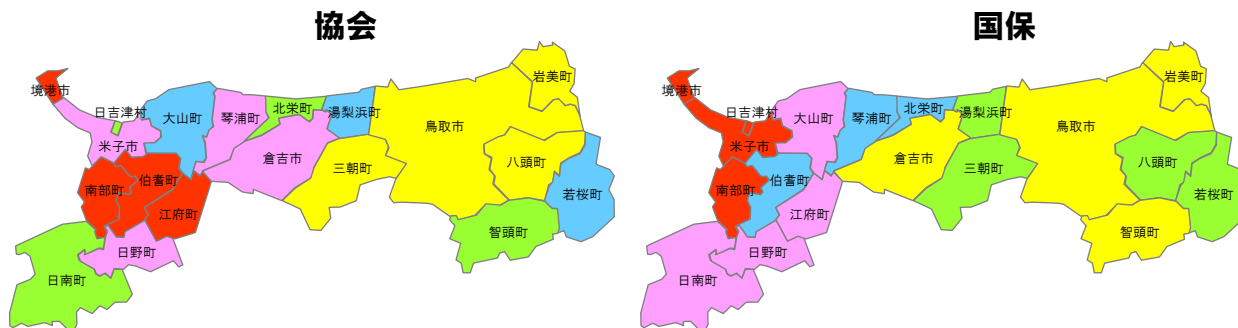 協会
岩美町
境港市
日吉津村
大山町
琴浦町
北栄町
湯梨浜町
鳥取市
米子市
倉吉市
三朝町
八頭町
南部町
伯耆町
若桜町
江府町
智頭町
日野町
日南町
国保
岩美町
境港市
日吉津村
大山町
琴浦町
北栄町
湯梨浜町
鳥取市
米子市
倉吉市
三朝町
八頭町
南部町
伯耆町
若桜町
江府町
智頭町
日野町
日南町